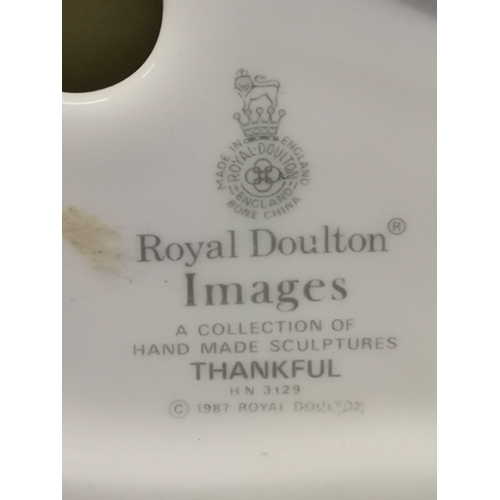 MADE IN ENGLAND
ROYAL·DOULTON
ENGLAND
BONE CHINA
Royal Doulton®
Images
A COLLECTION OF
HAND MADE SCULPTURES
THANKFUL
HN 3129
© 1987 ROYAL DOULTON